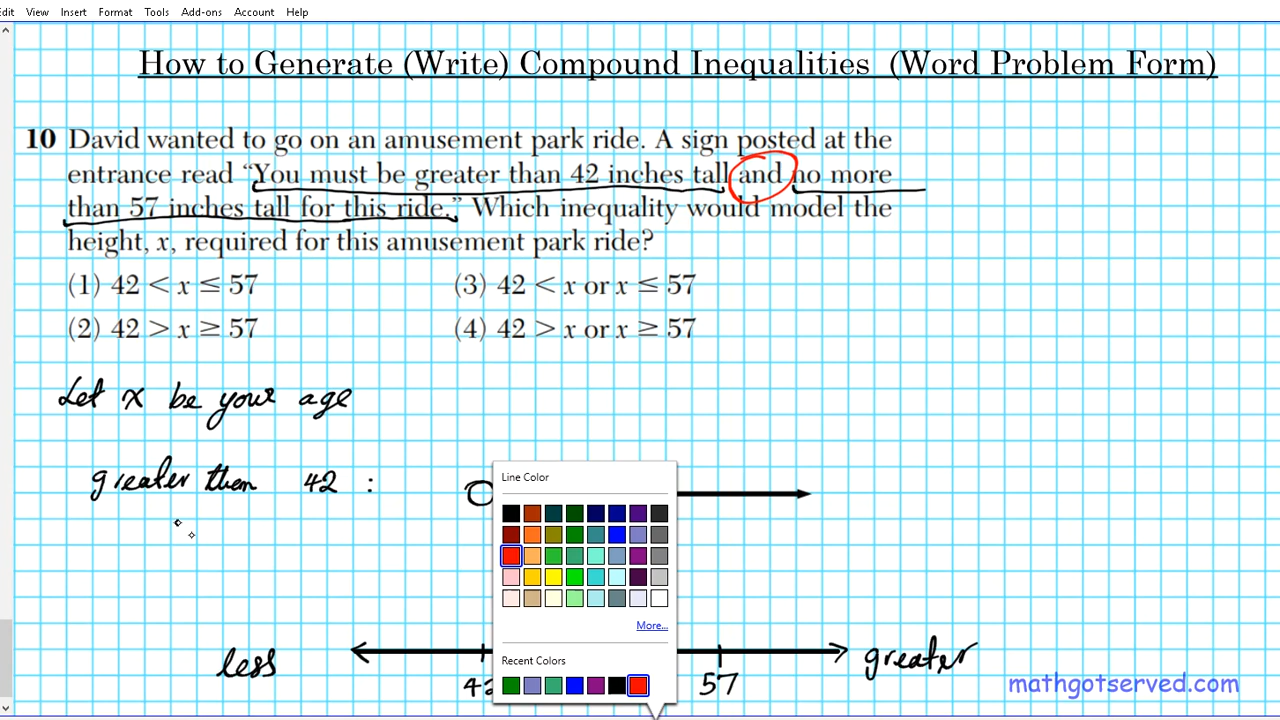 Edit View Insert Format Tools Add-ons Account Help
How to Generate (Write) Compound Inequalities (Word Problem Form)
10 David wanted to go on an amusement park ride. A sign posted at the
entrance read “You must be greater than 42 inches tall and no more
than 57 inches tall for this ride.” Which inequality would model the
height, x, required for this amusement park ride?
(1) 42 < x ≤ 57 (3) 42 < x or x ≤ 57
(2) 42 > x ≥ 57 (4) 42 > x or x ≥ 57
Let x be your age
greater then 42 :
Line Color
More...
Recent Colors
less 42 57 greater
mathgotserved.com